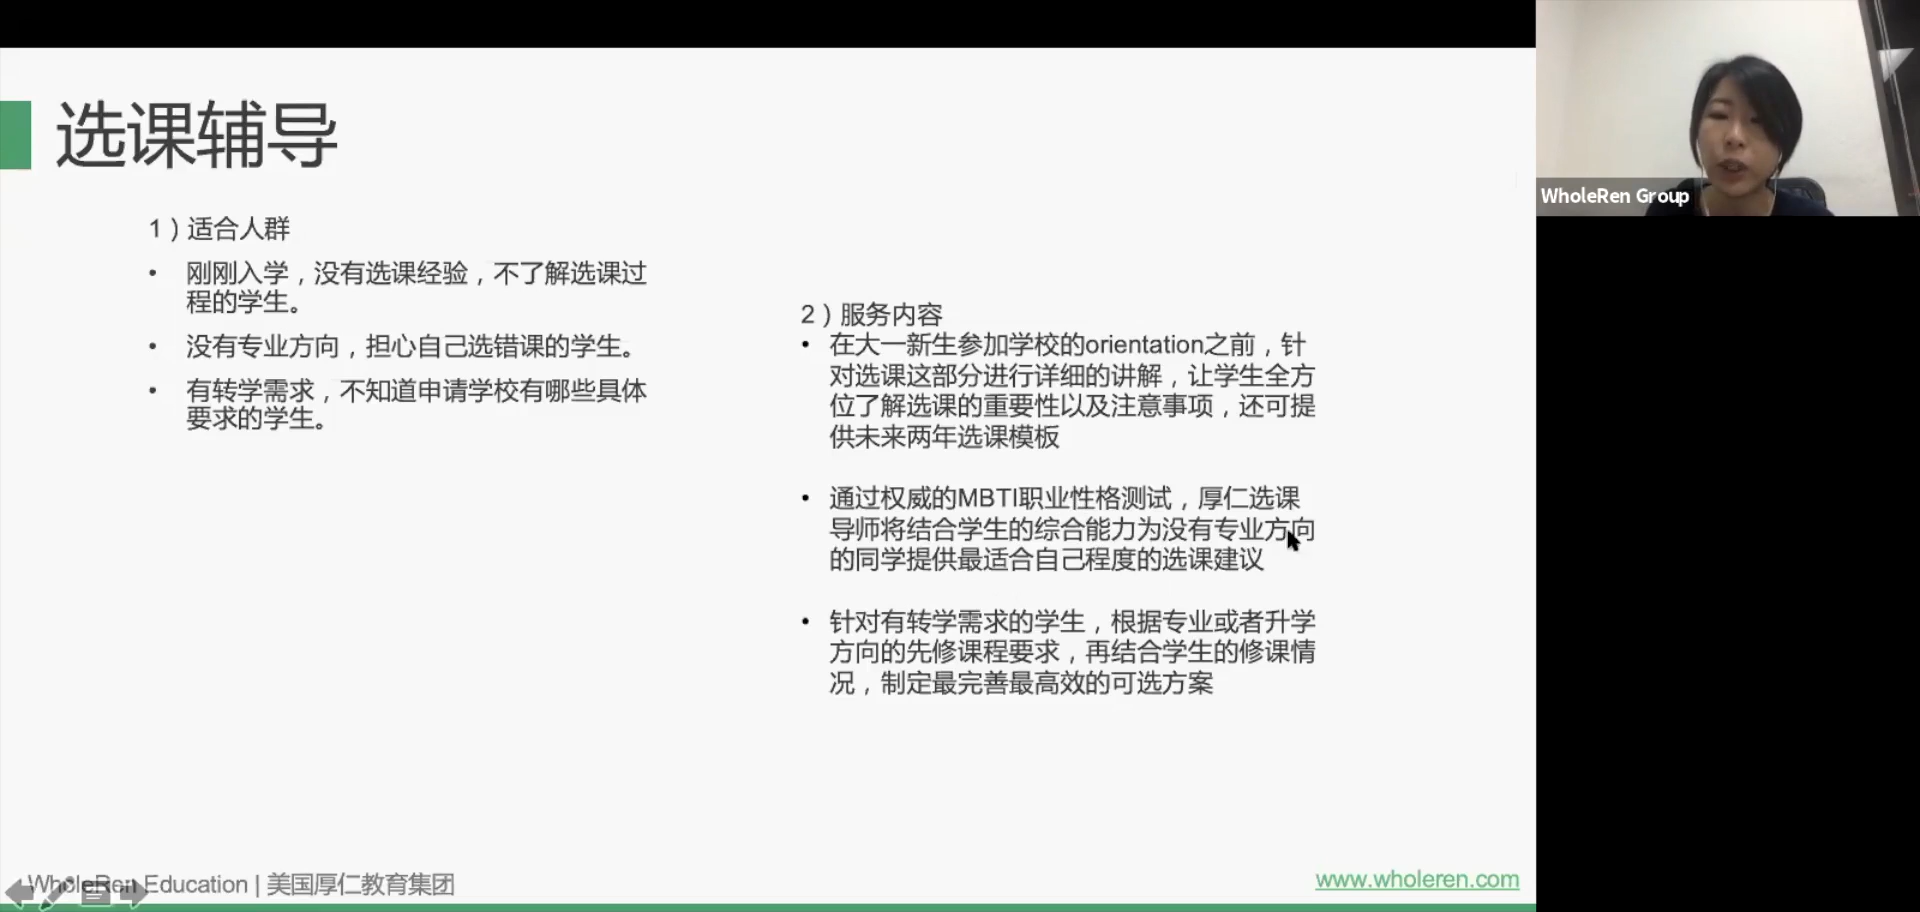 选课辅导
1）适合人群
• 刚刚入学，没有选课经验，不了解选课过
程的学生。
• 没有专业方向，担心自己选错课的学生。
• 有转学需求，不知道申请学校有哪些具体
要求的学生。
2）服务内容
• 在大一新生参加学校的orientation之前，针
对选课这部分进行详细的讲解，让学生全方
位了解选课的重要性以及注意事项，还可提
供未来两年选课模板
• 通过权威的MBTI职业性格测试，厚仁选课
导师将结合学生的综合能力为没有专业方向
的同学提供最适合自己程度的选课建议
• 针对有转学需求的学生，根据专业或者升学
方向的先修课程要求，再结合学生的修课情
况，制定最完善最高效的可选方案
WholeRen Education | 美国厚仁教育集团
www.wholeren.com
WholeRen Group